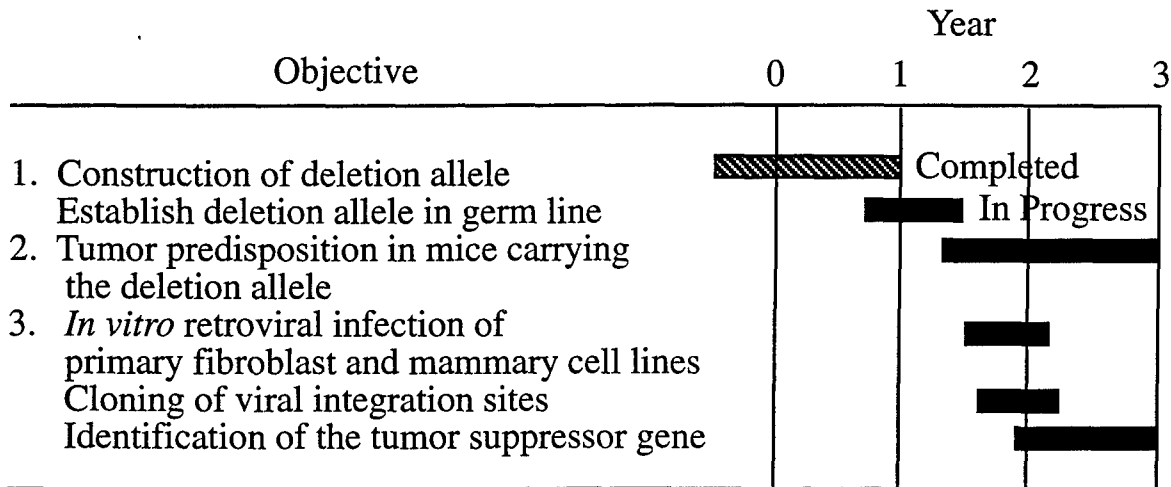 Year
Objective 0 1 2 3
1. Construction of deletion allele Completed
Establish deletion allele in germ line In Progress
2. Tumor predisposition in mice carrying
the deletion allele
3. In vitro retroviral infection of
primary fibroblast and mammary cell lines
Cloning of viral integration sites
Identification of the tumor suppressor gene